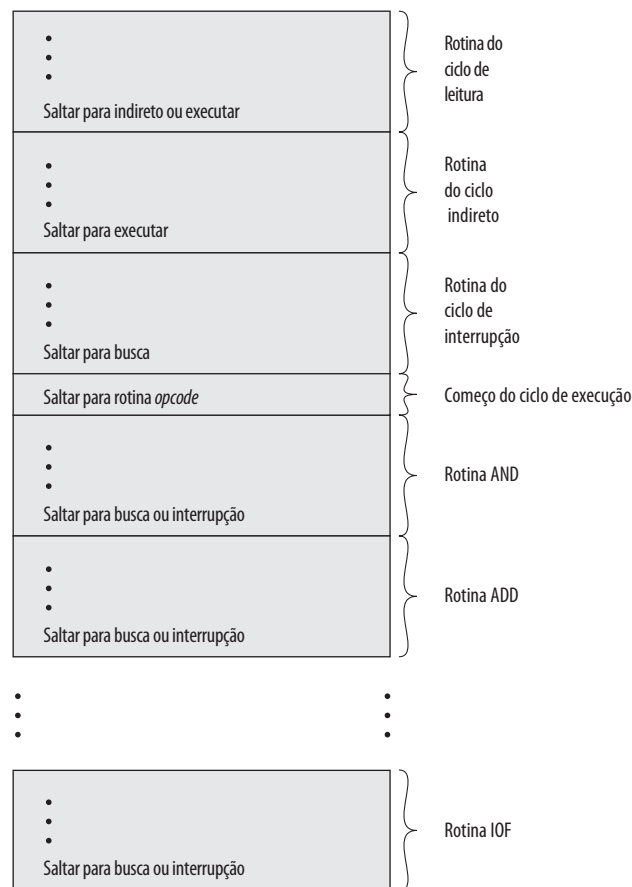 Saltar para indireto ou executar
Rotina do
ciclo de
leitura
Saltar para executar
Rotina
do ciclo
indireto
Saltar para busca
Rotina do
ciclo de
interrupção
Saltar para rotina opcode
Começo do ciclo de execução
Saltar para busca ou interrupção
Rotina AND
Saltar para busca ou interrupção
Rotina ADD
Saltar para busca ou interrupção
Rotina IOF